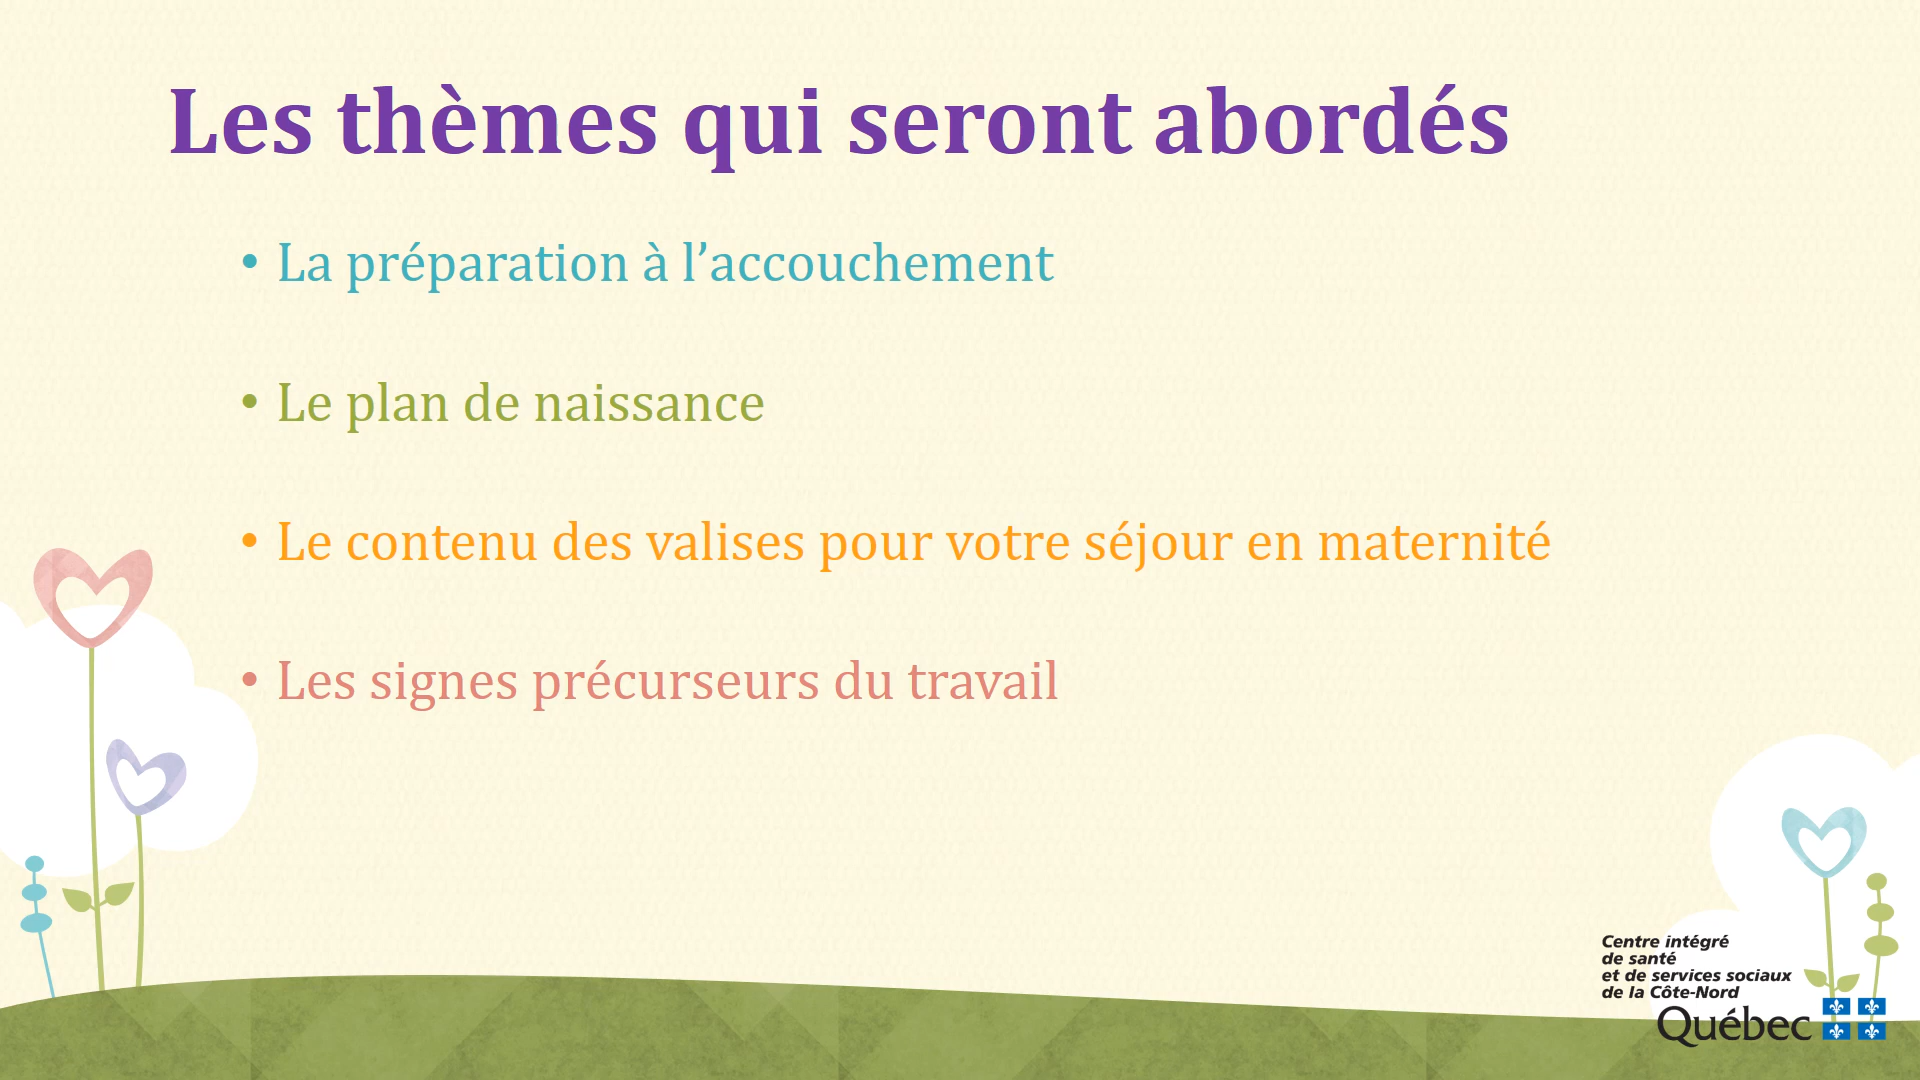 Les thèmes qui seront abordés
• La préparation à l’accouchement
• Le plan de naissance
• Le contenu des valises pour votre séjour en maternité
• Les signes précurseurs du travail
Centre intégré
de santé
et de services sociaux
de la Côte-Nord
Québec